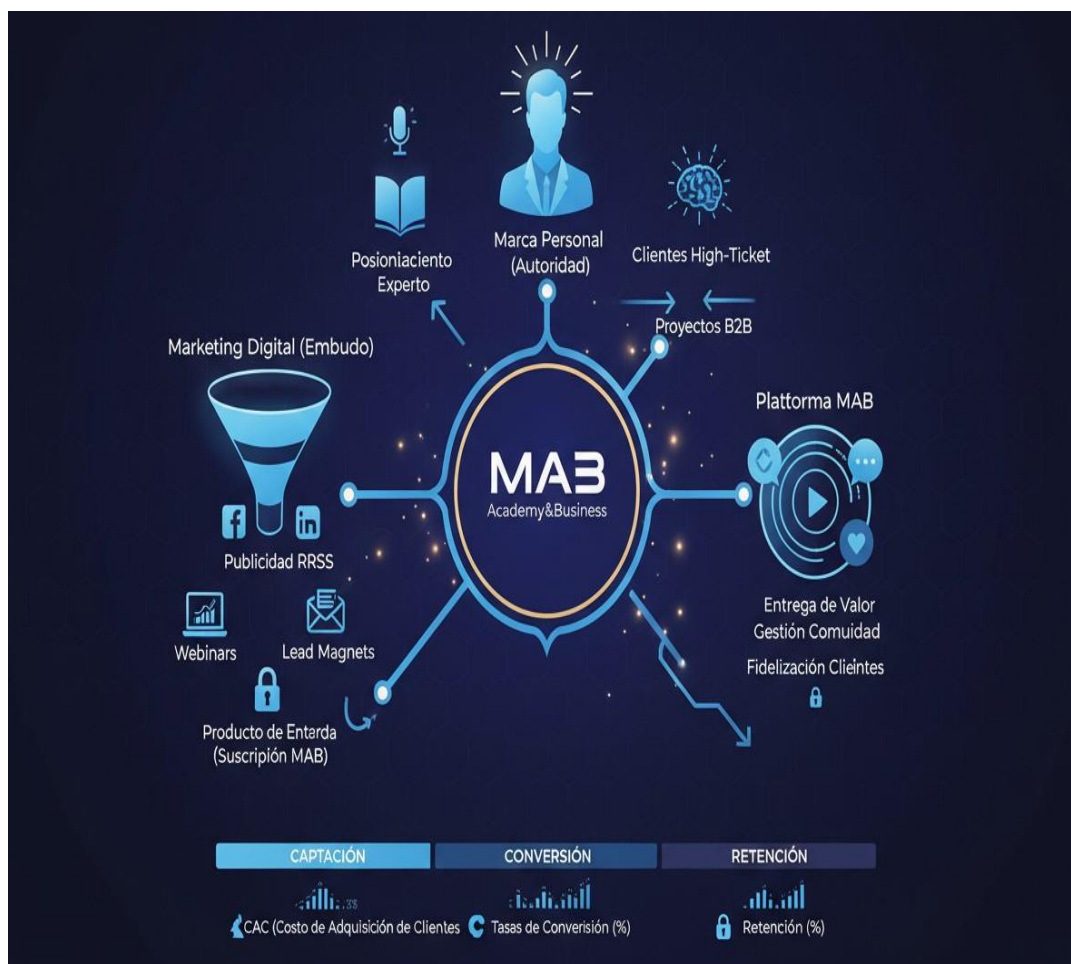 Marca Personal
(Autoridad)
Posioniaciento
Experto
Clientes High-Ticket
Proyectos B2B
Marketing Digital (Embudo)
Publicidad RRSS
Webinars
Lead Magnets
Producto de Entarda
(Suscripión MAB)
MAB
Academy&Business
Plattorma MAB
Entrega de Valor
Gestión Comuidad
Fidelización Clieintes
CAPTACIÓN
CONVERSIÓN
RETENCIÓN
CAC (Costo de Adquisición de Clientes
Tasas de Converisión (%)
Retención (%)